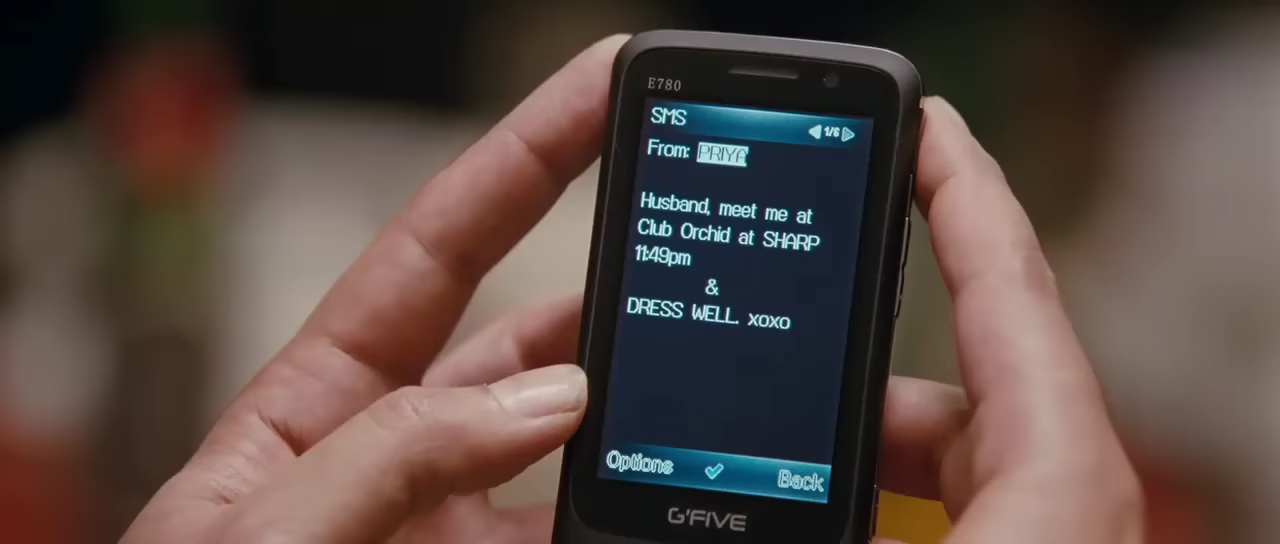 E780
SMS
1/6
From: PRIYA
Husband, meet me at
Club Orchid at SHARP
11:49pm
&
DRESS WELL. xoxo
Options
Back
G'FIVE